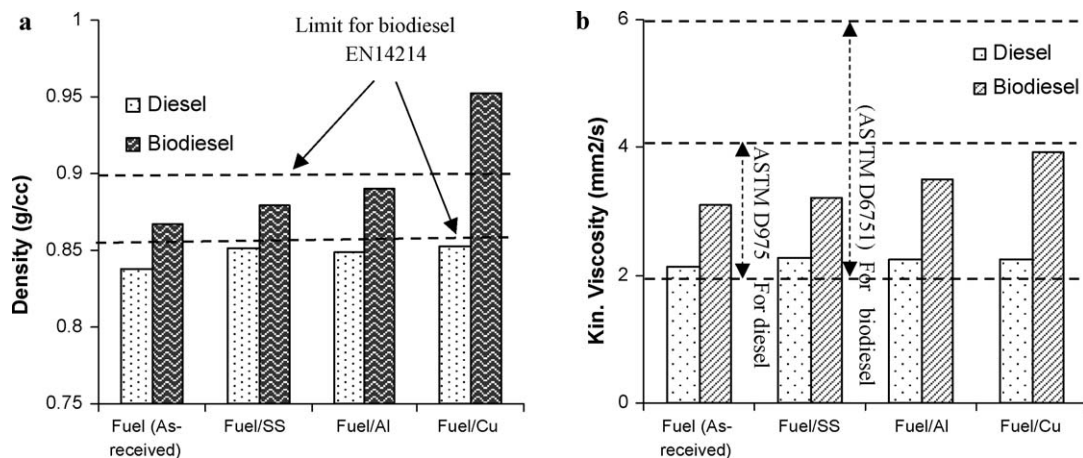 a
Density (g/cc)
1
0.95
0.9
0.85
0.8
0.75
Limit for biodiesel
EN14214
Diesel
Biodiesel
Fuel (As-
received)
Fuel/SS
Fuel/Al
Fuel/Cu
b
Kin. Viscosity (mm2/s)
6
4
2
0
Diesel
Biodiesel
ASTM D975 For diesel
(ASTM D6751) For biodiesel
Fuel (As-
received)
Fuel/SS
Fuel/Al
Fuel/Cu